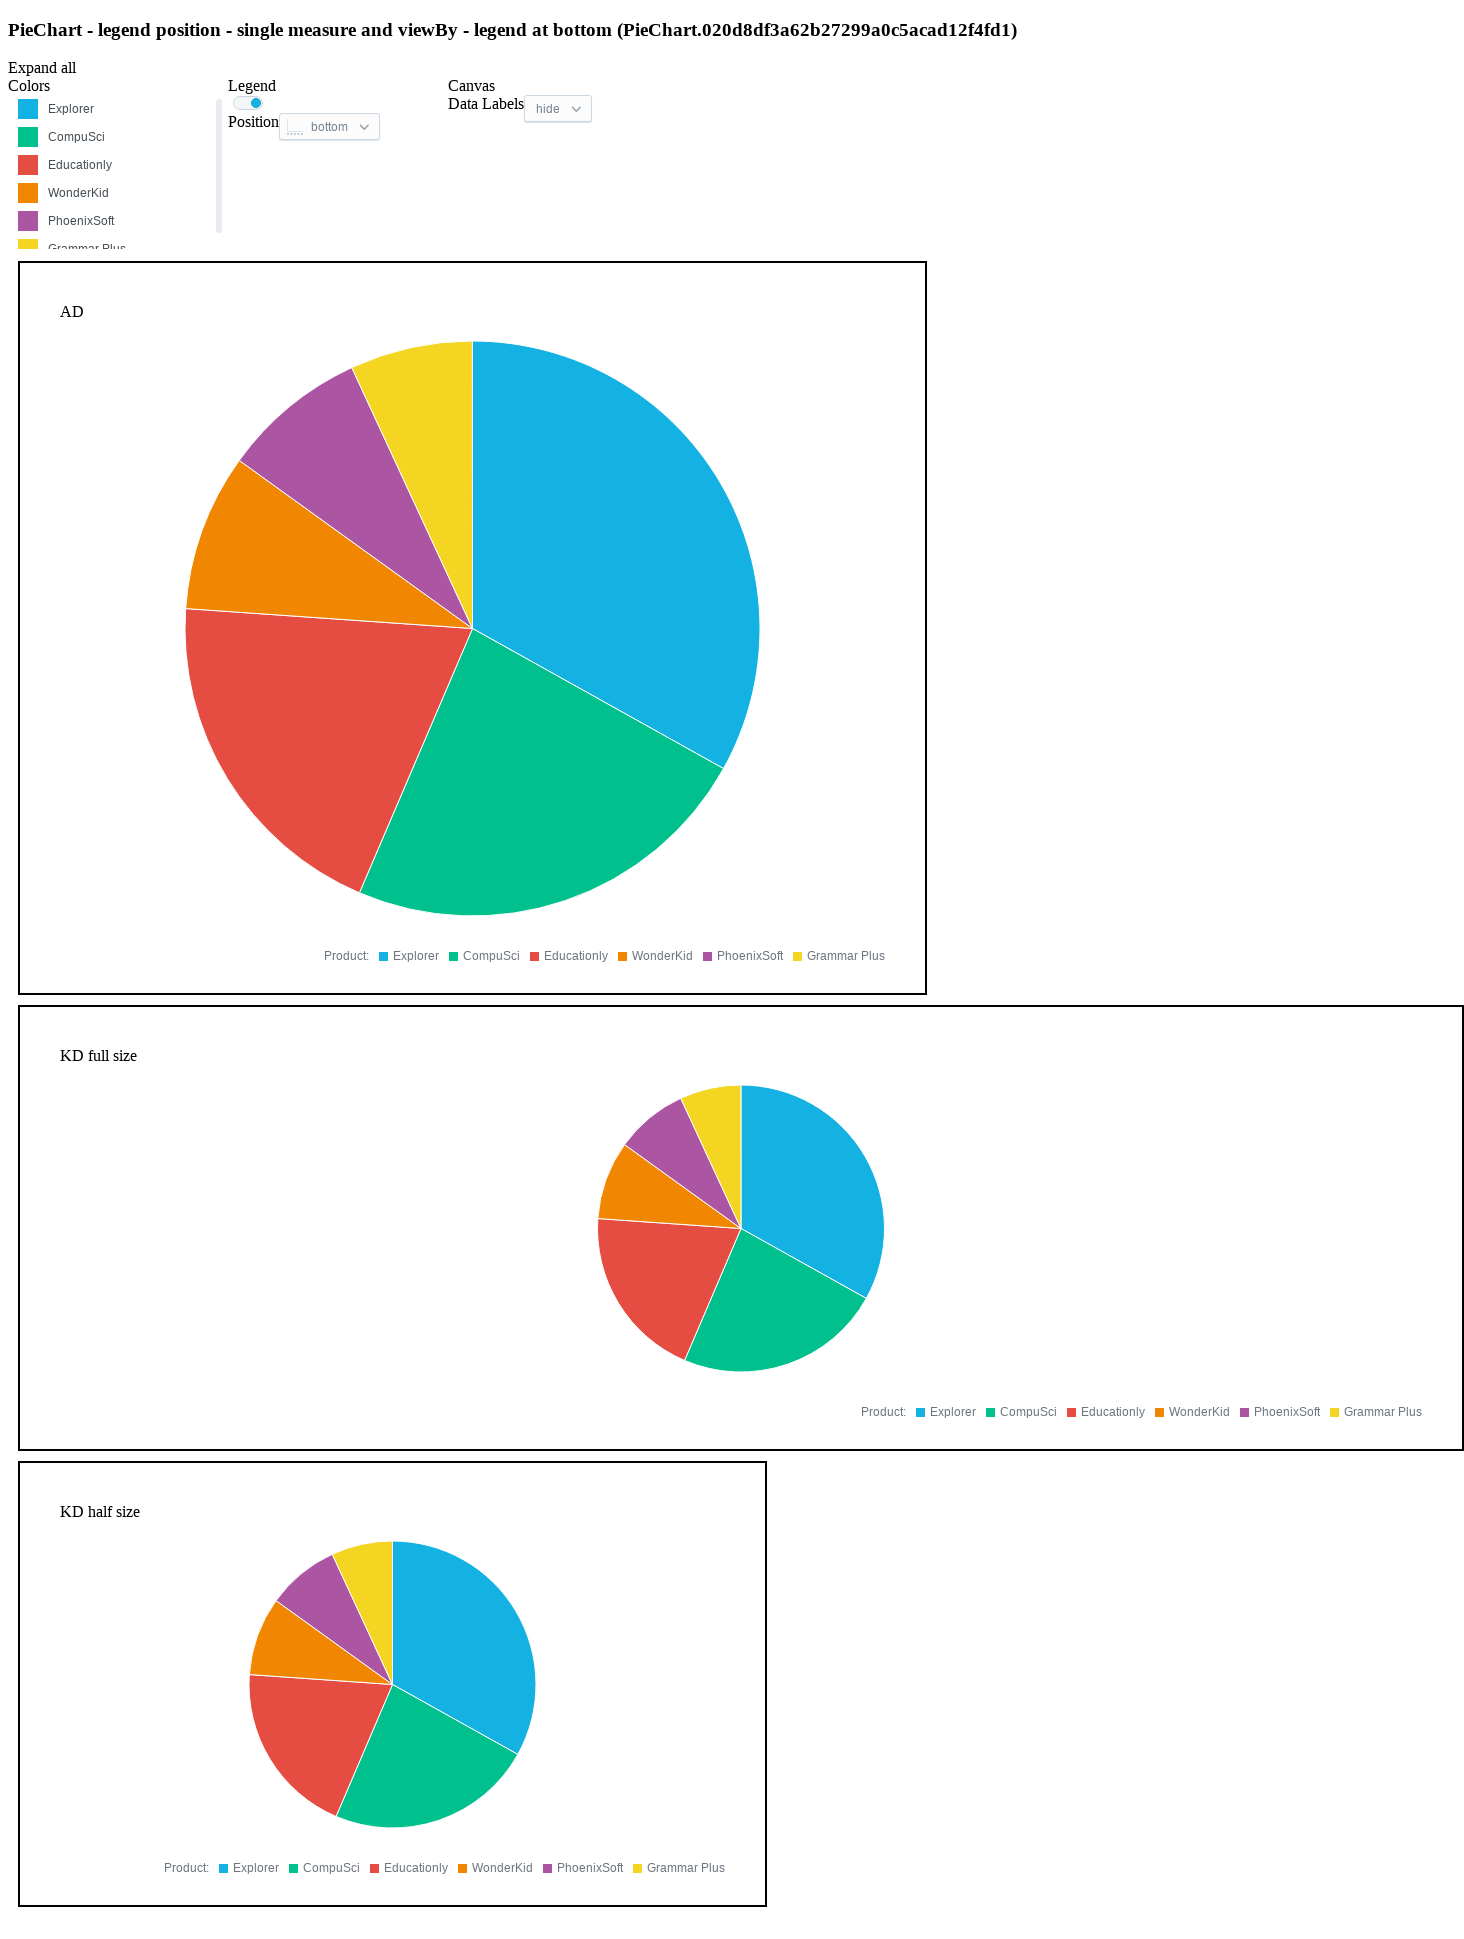 PieChart - legend position - single measure and viewBy - legend at bottom (PieChart.020d8df3a62b27299a0c5acad12f4fd1)
Expand all
Colors
Explorer
CompuSci
Educationly
WonderKid
PhoenixSoft
Grammar Plus
Legend
Position bottom
Canvas
Data Labels hide
AD
Product: Explorer CompuSci Educationly WonderKid PhoenixSoft Grammar Plus
KD full size
Product: Explorer CompuSci Educationly WonderKid PhoenixSoft Grammar Plus
KD half size
Product: Explorer CompuSci Educationly WonderKid PhoenixSoft Grammar Plus